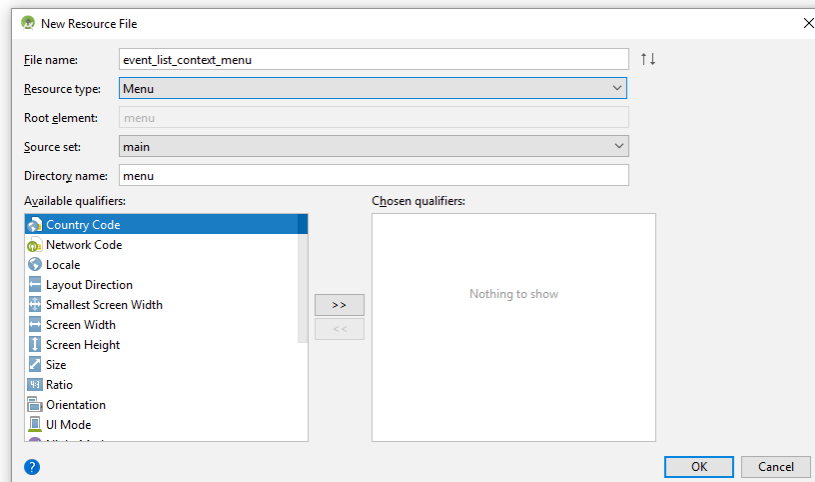 New Resource File
File name: event_list_context_menu
Resource type: Menu
Root element: menu
Source set: main
Directory name: menu
Available qualifiers:
Chosen qualifiers:
Country Code
Network Code
Locale
Layout Direction
Smallest Screen Width
Screen Width
Screen Height
Size
Ratio
Orientation
UI Mode
>>
<<
Nothing to show
OK
Cancel